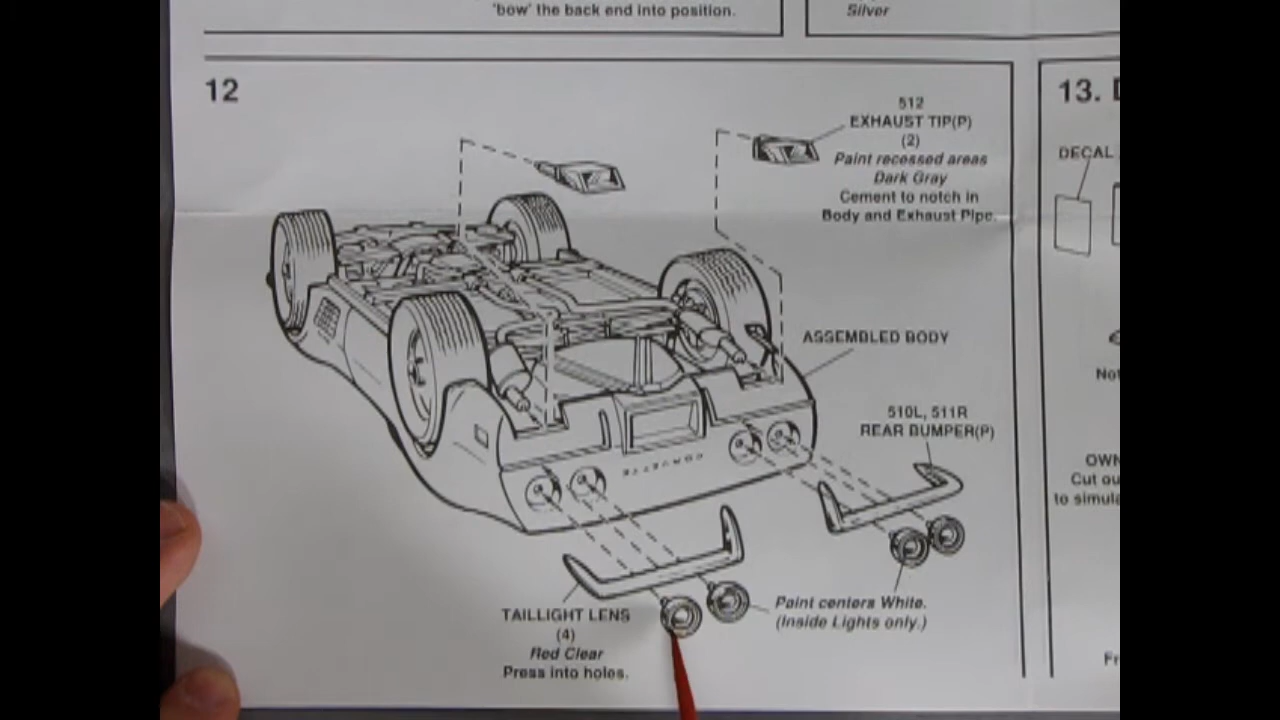 'bow' the back end into position.
Silver
12
512
EXHAUST TIP(P)
(2)
Paint recessed areas
Dark Gray
Cement to notch in
Body and Exhaust Pipe.
ASSEMBLED BODY
510L, 511R
REAR BUMPER(P)
CORVETTE
TAILLIGHT LENS
(4)
Red Clear
Press into holes.
Paint centers White.
(Inside Lights only.)
13.
DECAL
Not
OWN
Cut ou
to simula
Fr